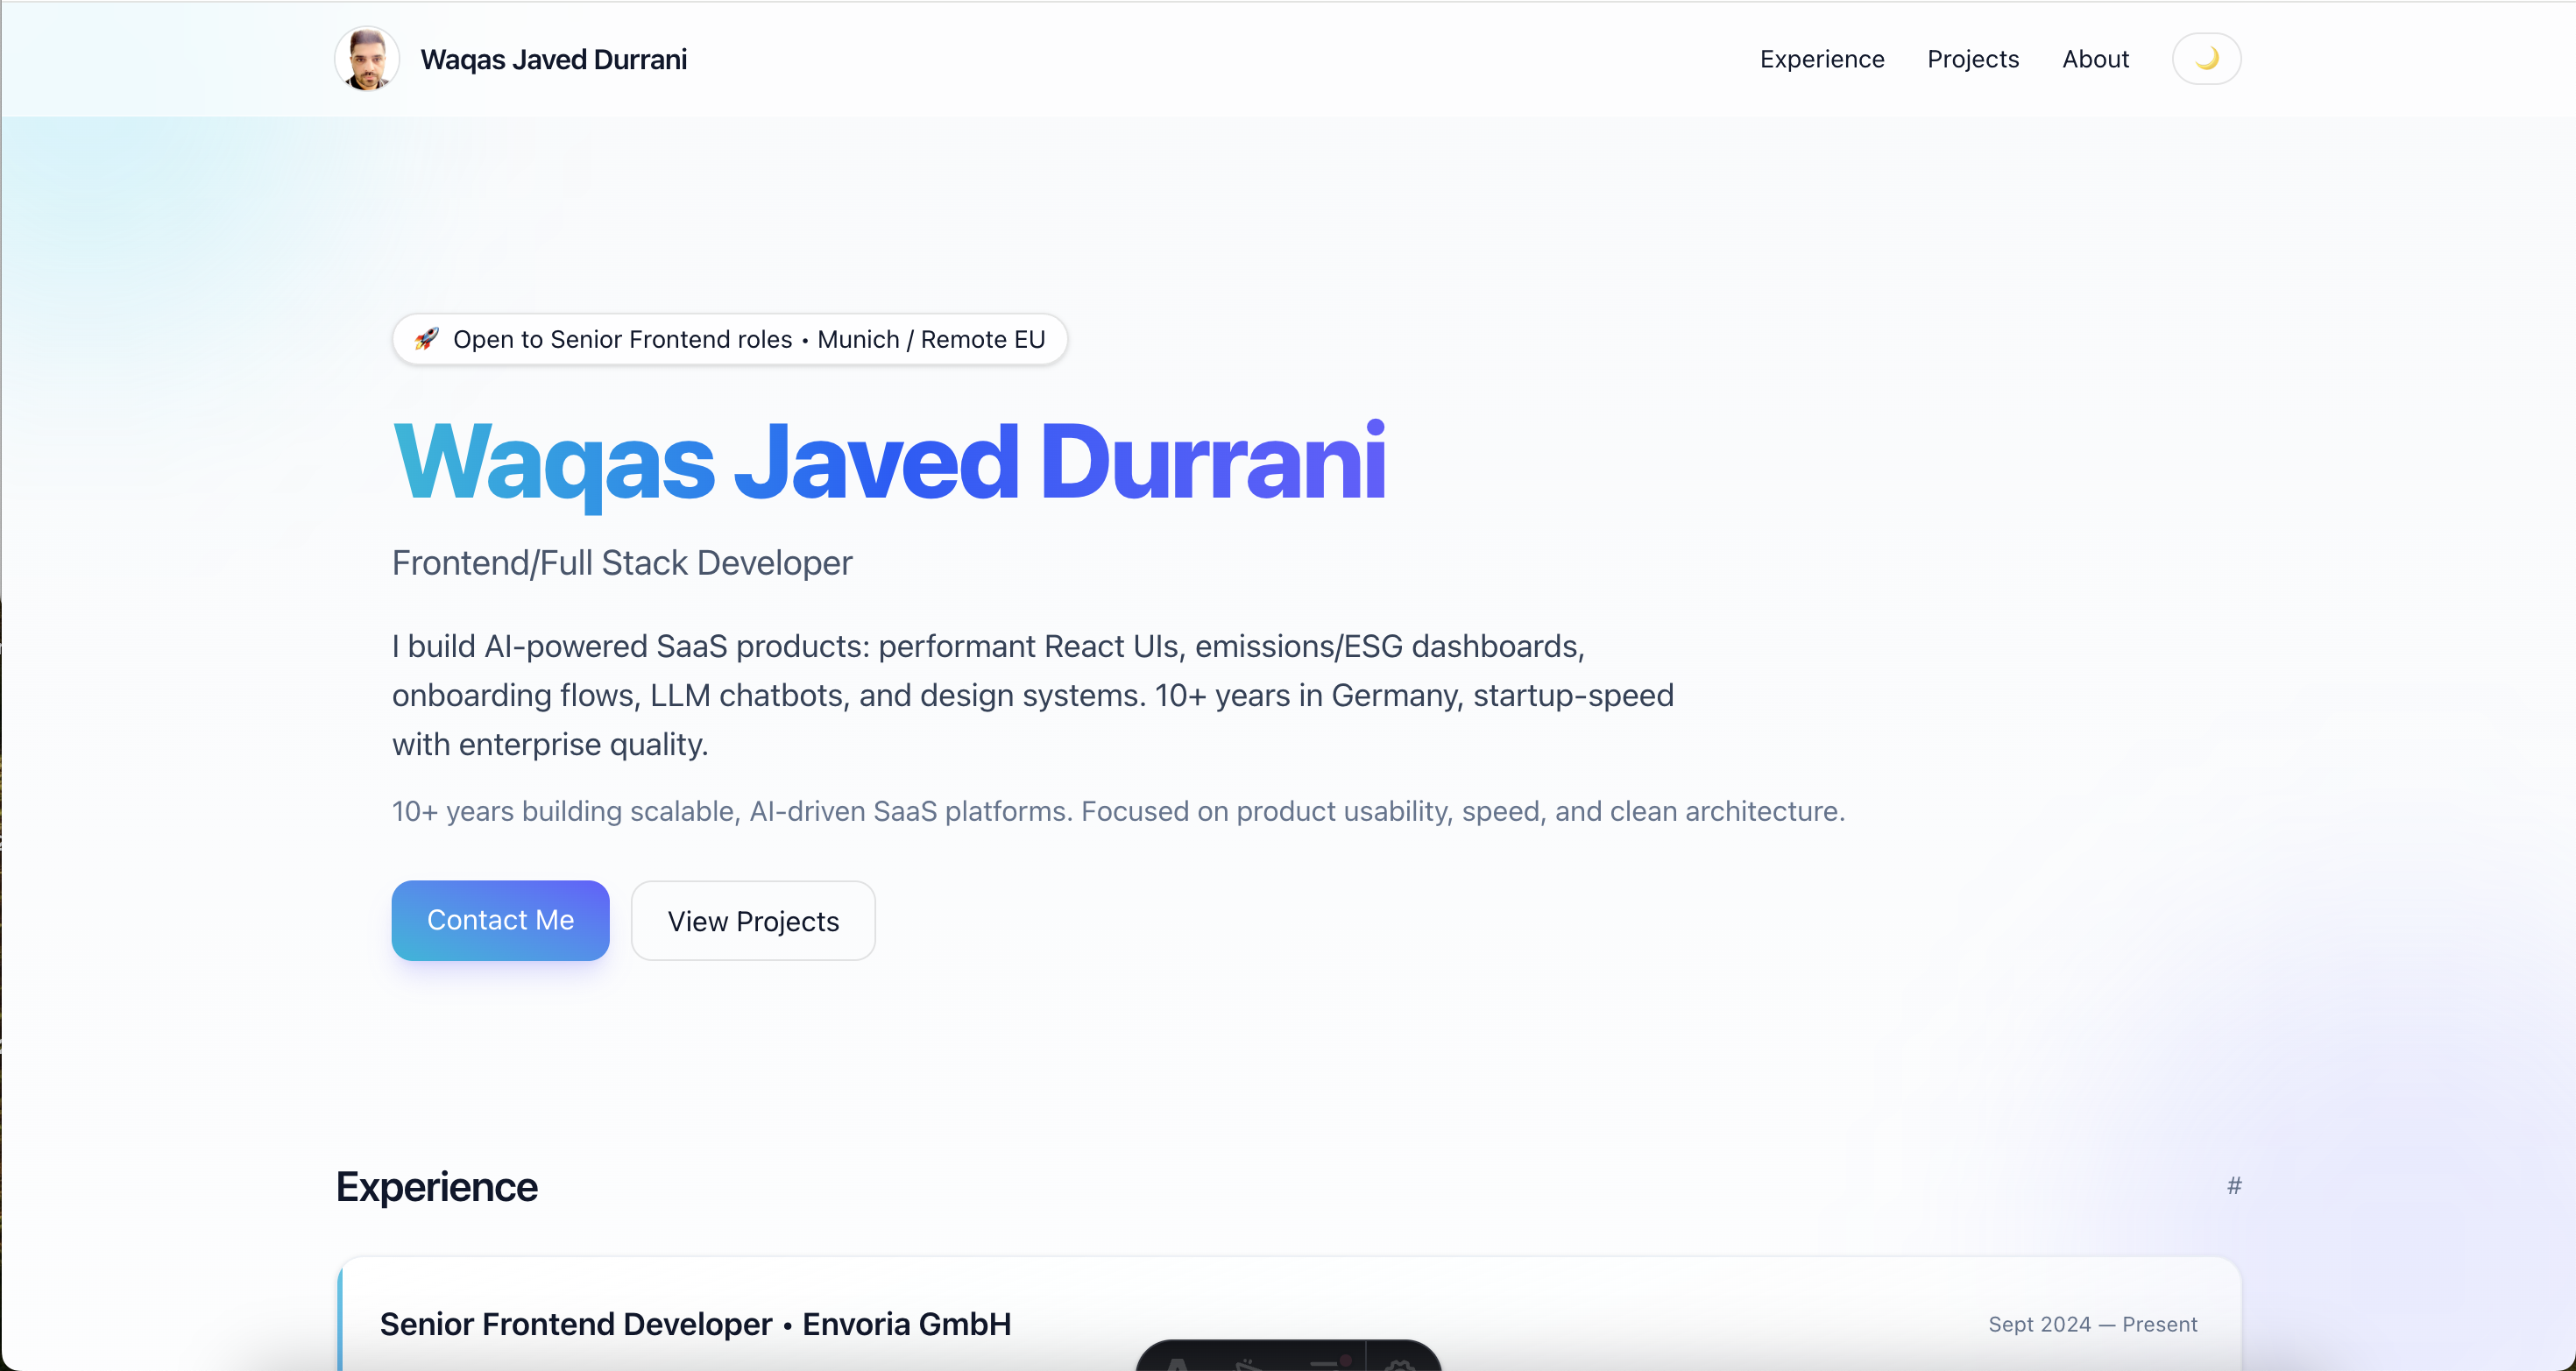 Waqas Javed Durrani
Experience
Projects
About
🚀 Open to Senior Frontend roles • Munich / Remote EU
Waqas Javed Durrani
Frontend/Full Stack Developer
I build AI-powered SaaS products: performant React UIs, emissions/ESG dashboards,
onboarding flows, LLM chatbots, and design systems. 10+ years in Germany, startup-speed
with enterprise quality.
10+ years building scalable, AI-driven SaaS platforms. Focused on product usability, speed, and clean architecture.
Contact Me
View Projects
Experience
#
Senior Frontend Developer • Envoria GmbH
Sept 2024 — Present